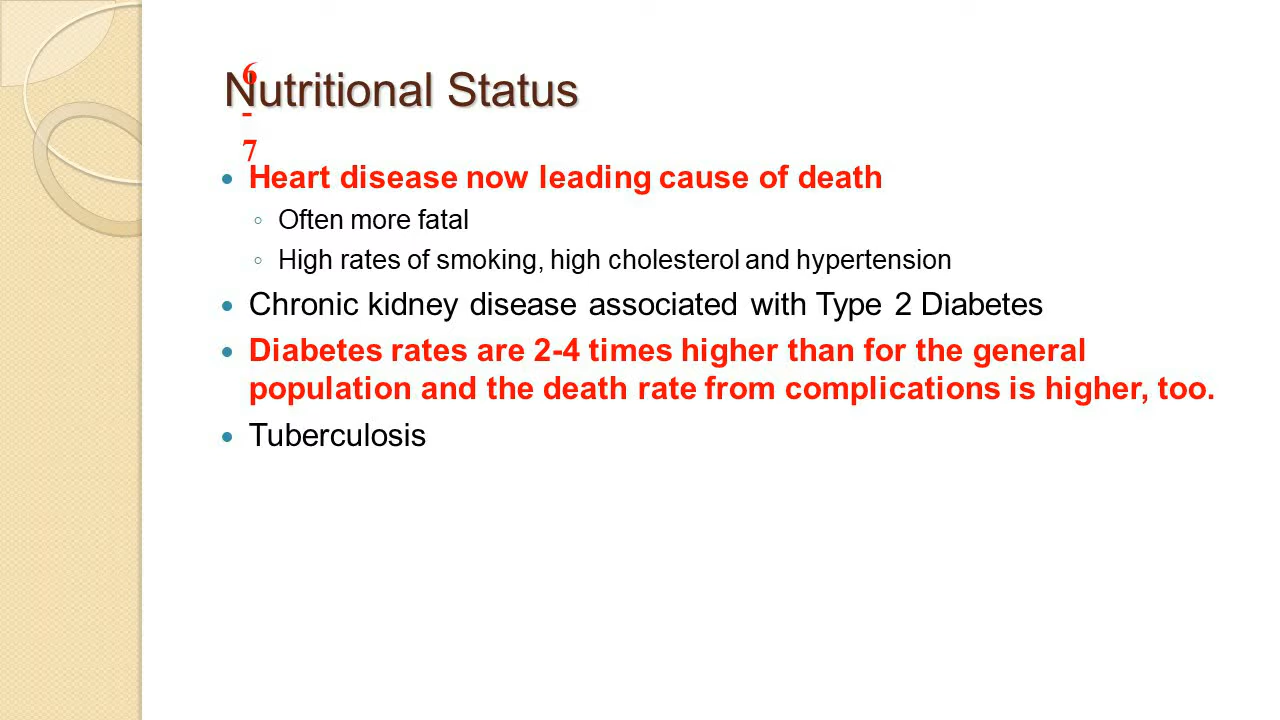 Nutritional Status
6
-
7
Heart disease now leading cause of death
Often more fatal
High rates of smoking, high cholesterol and hypertension
Chronic kidney disease associated with Type 2 Diabetes
Diabetes rates are 2-4 times higher than for the general
population and the death rate from complications is higher, too.
Tuberculosis